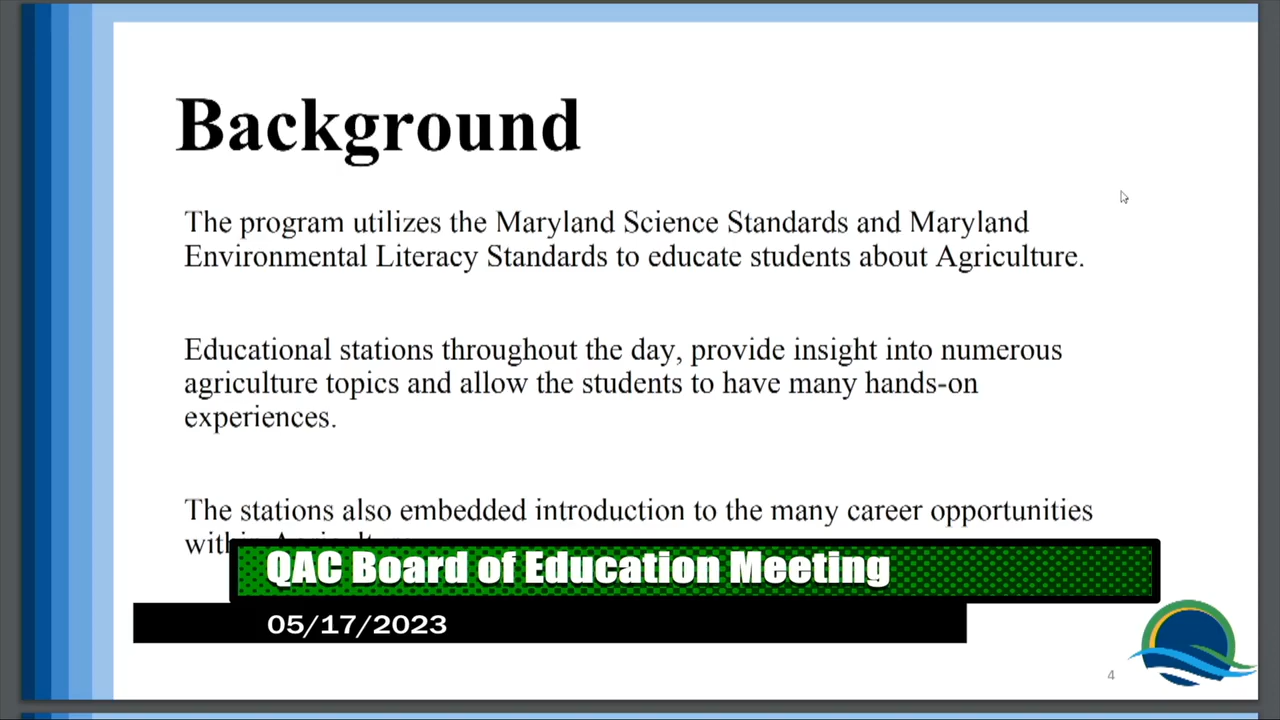 Background
The program utilizes the Maryland Science Standards and Maryland
Environmental Literacy Standards to educate students about Agriculture.
Educational stations throughout the day, provide insight into numerous
agriculture topics and allow the students to have many hands-on
experiences.
The stations also embedded introduction to the many career opportunities
QAC Board of Education Meeting
05/17/2023
4